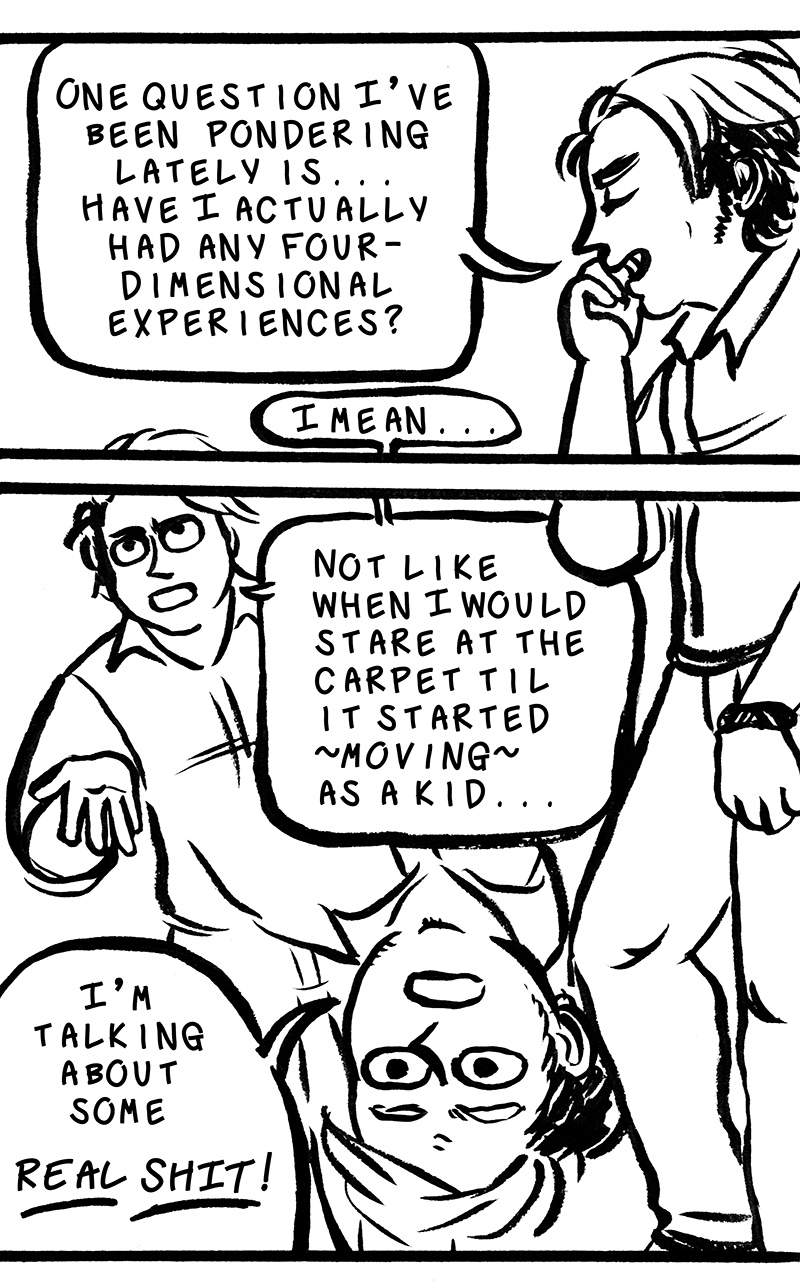 ONE QUESTION I'VE
BEEN PONDERING
LATELY IS...
HAVE I ACTUALLY
HAD ANY FOUR-
DIMENSIONAL
EXPERIENCES?
I MEAN...
NOT LIKE
WHEN I WOULD
STARE AT THE
CARPET TIL
IT STARTED
~MOVING~
AS A KID...
I'M
TALKING
ABOUT
SOME
REAL SHIT!